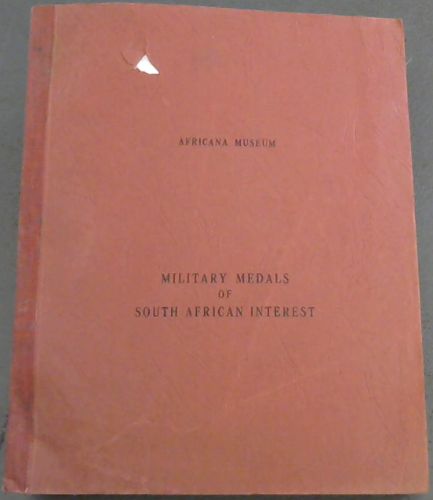 AFRICANA MUSEUM
MILITARY MEDALS
OF
SOUTH AFRICAN INTEREST